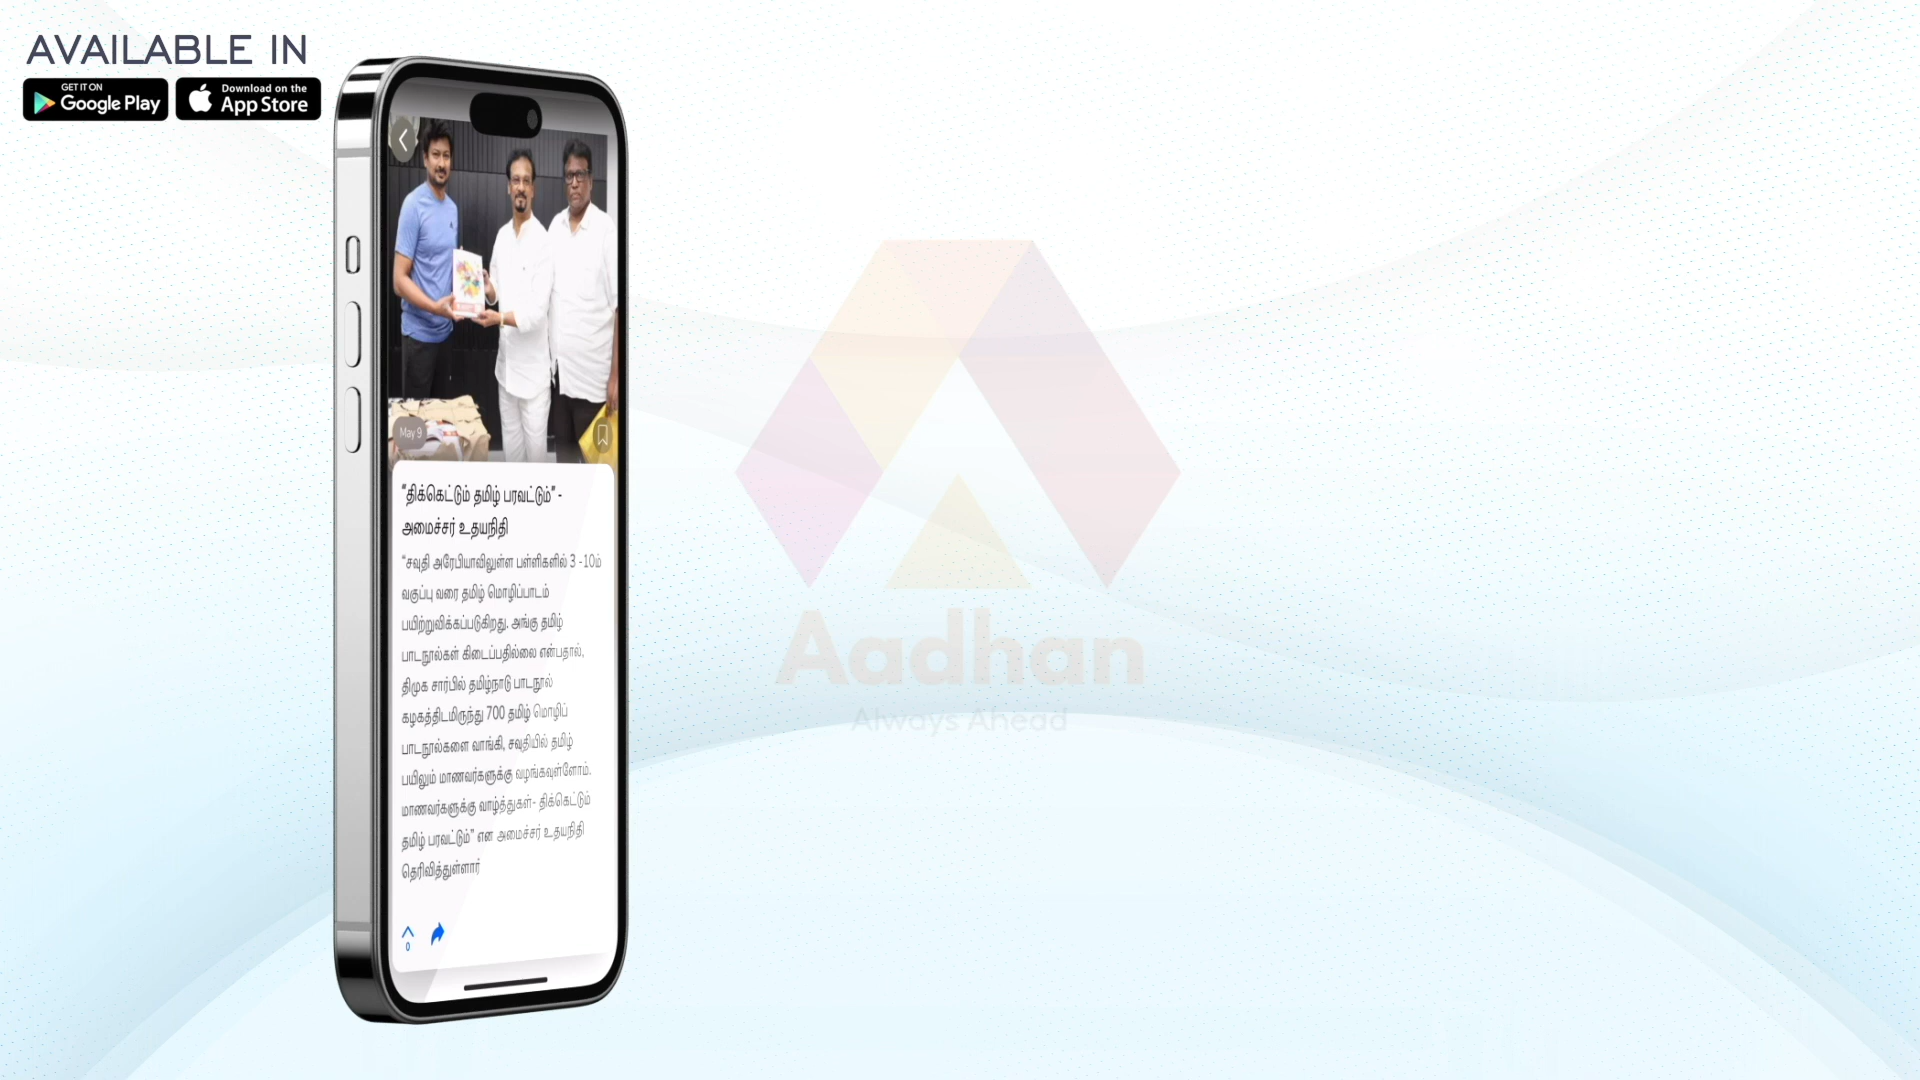 AVAILABLE IN
GET IT ON
Google Play
Download on the
App Store
May 9
“திக்கெட்டும் தமிழ் பரவட்டும்” -
அமைச்சர் உதயநிதி
“சவுதி அரேபியாவிலுள்ள பள்ளிகளில் 3 -10ம்
வகுப்பு வரை தமிழ் மொழிப்பாடம்
பயிற்றுவிக்கப்படுகிறது. அங்கு தமிழ்
பாடநூல்கள் கிடைப்பதில்லை என்பதால்,
திமுக சார்பில் தமிழ்நாடு பாடநூல்
கழகத்திடமிருந்து 700 தமிழ் மொழிப்
பாடநூல்களை வாங்கி, சவுதியில் தமிழ்
பயிலும் மாணவர்களுக்கு வழங்கவுள்ளோம்.
மாணவர்களுக்கு வாழ்த்துகள்- திக்கெட்டும்
தமிழ் பரவட்டும்” என அமைச்சர் உதயநிதி
தெரிவித்துள்ளார்
0
Aadhan
Always Ahead